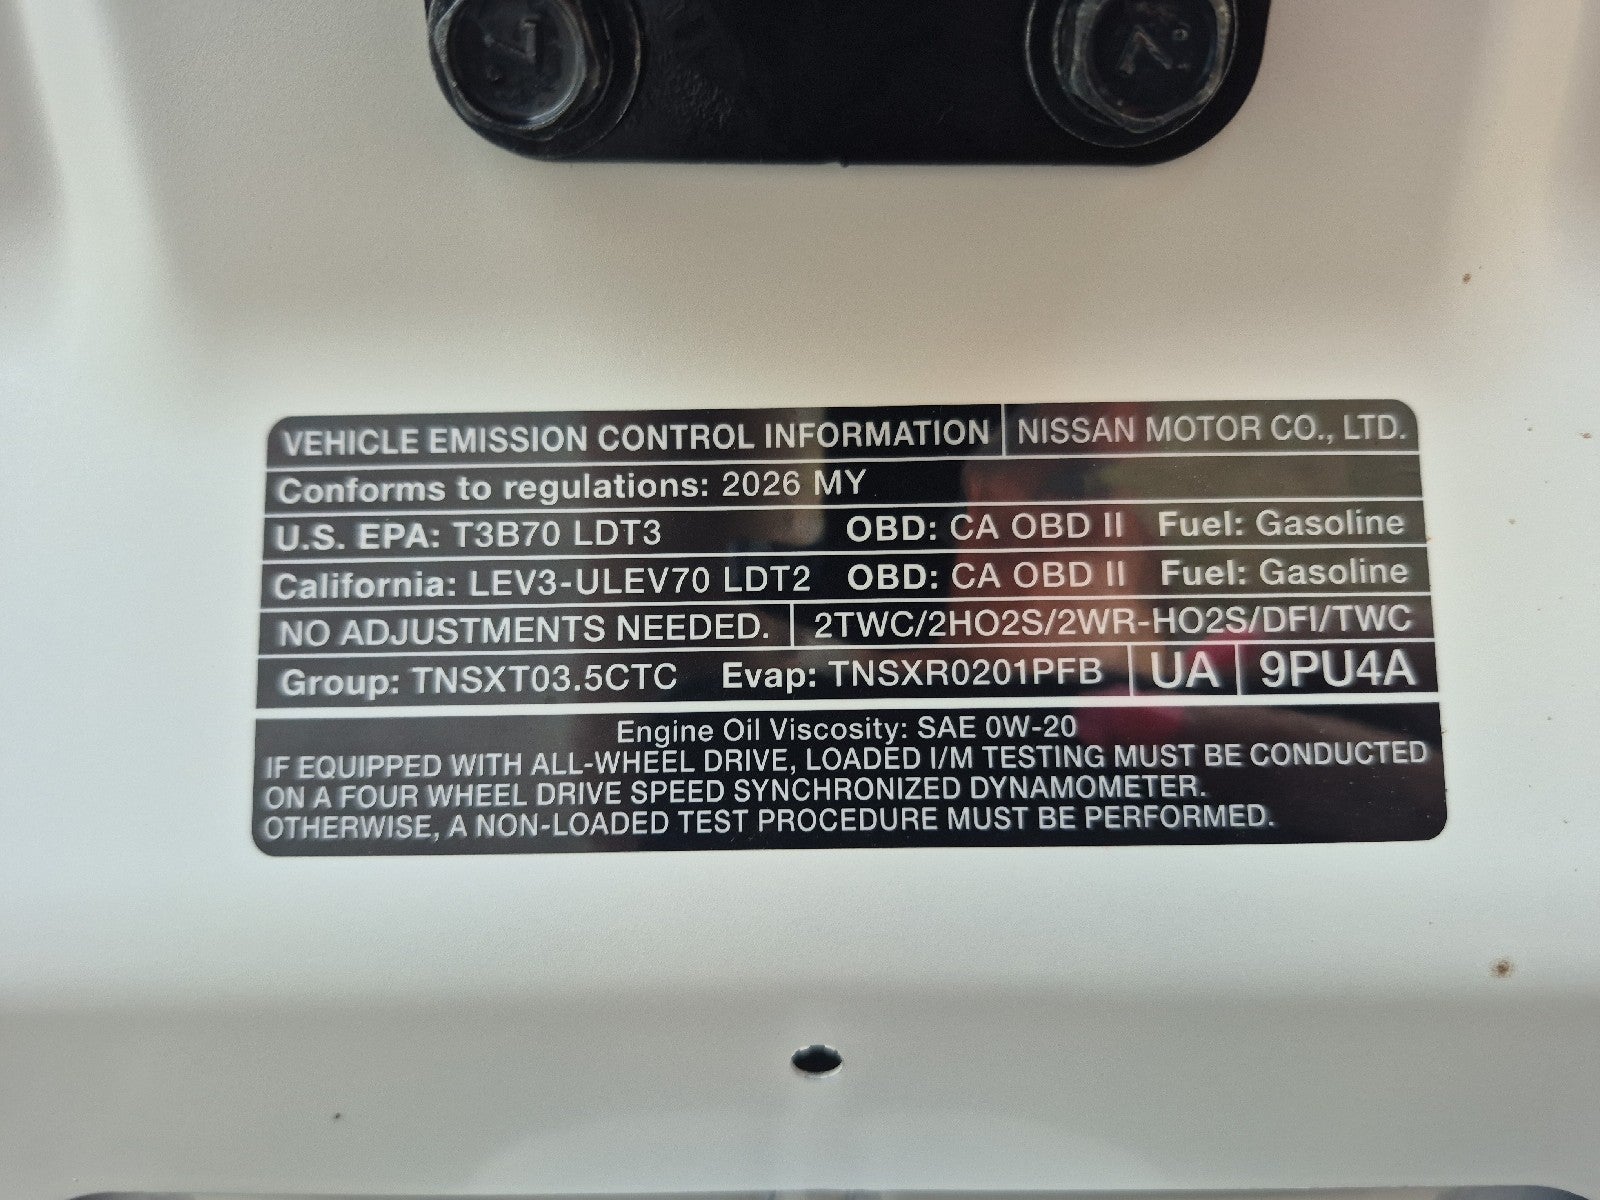 VEHICLE EMISSION CONTROL INFORMATION NISSAN MOTOR CO., LTD.
Conforms to regulations: 2026 MY
U.S. EPA: T3B70 LDT3 OBD: CA OBD II Fuel: Gasoline
California: LEV3-ULEV70 LDT2 OBD: CA OBD II Fuel: Gasoline
NO ADJUSTMENTS NEEDED. 2TWC/2HO2S/2WR-HO2S/DFI/TWC
Group: TNSXT03.5CTC Evap: TNSXR0201PFB UA 9PU4A
Engine Oil Viscosity: SAE 0W-20
IF EQUIPPED WITH ALL-WHEEL DRIVE, LOADED I/M TESTING MUST BE CONDUCTED
ON A FOUR WHEEL DRIVE SPEED SYNCHRONIZED DYNAMOMETER.
OTHERWISE, A NON-LOADED TEST PROCEDURE MUST BE PERFORMED.